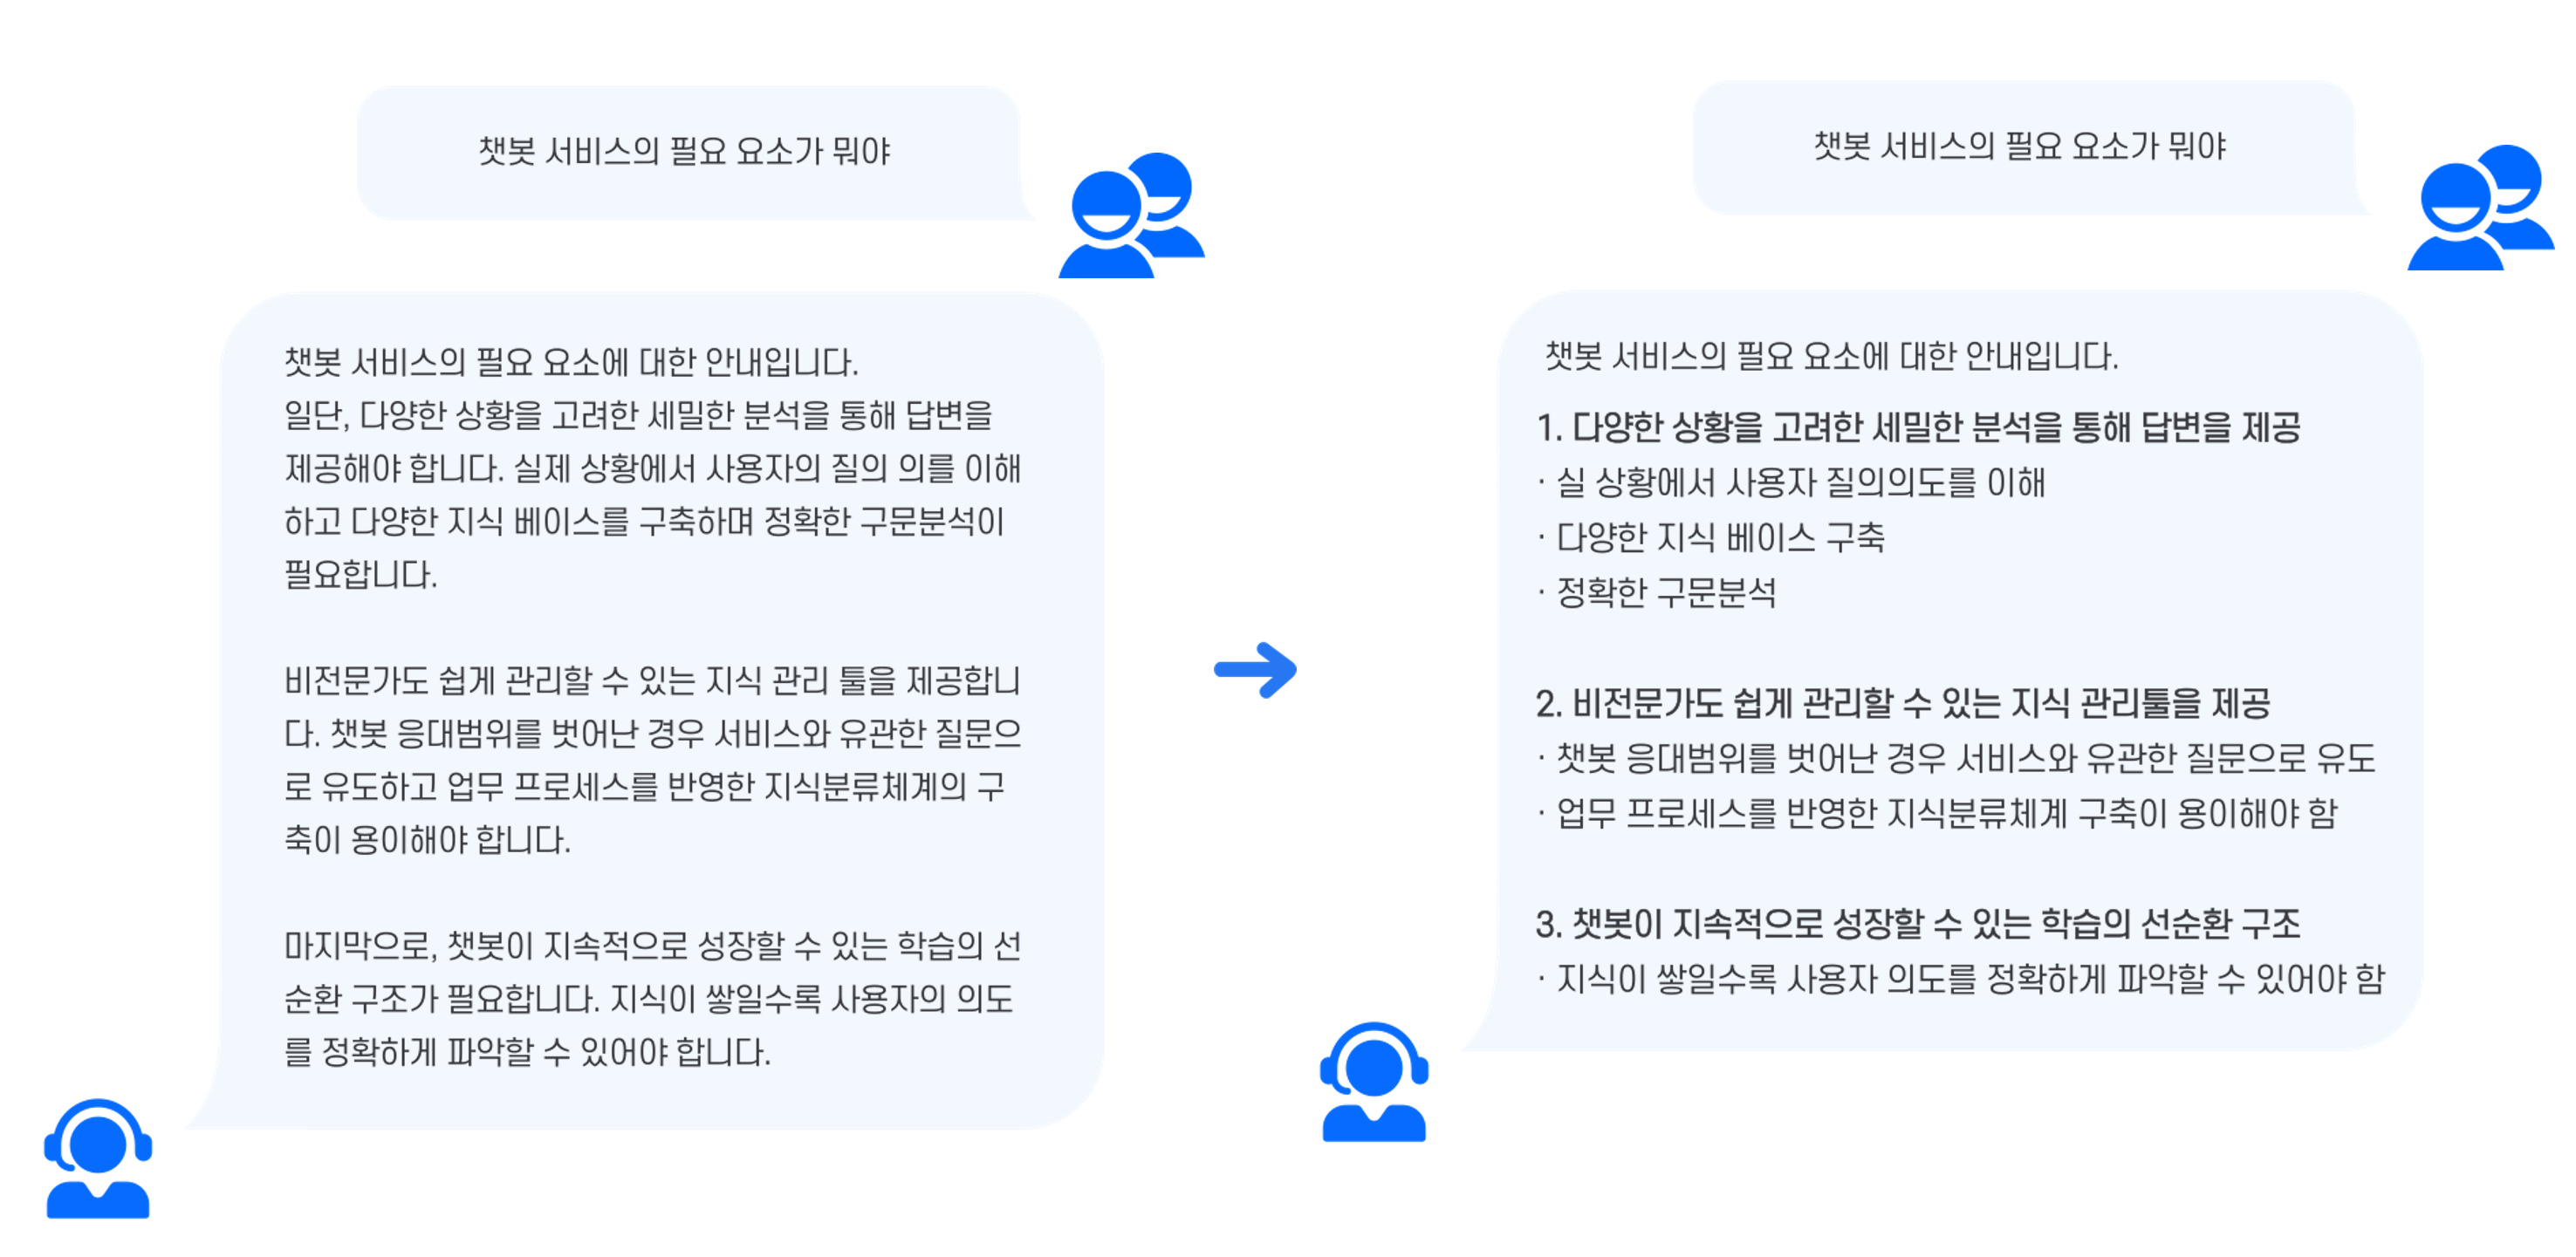 챗봇 서비스의 필요 요소가 뭐야
챗봇 서비스의 필요 요소에 대한 안내입니다.
일단, 다양한 상황을 고려한 세밀한 분석을 통해 답변을
제공해야 합니다. 실제 상황에서 사용자의 질의 의를 이해
하고 다양한 지식 베이스를 구축하며 정확한 구문분석이
필요합니다.
비전문가도 쉽게 관리할 수 있는 지식 관리 툴을 제공합니
다. 챗봇 응대범위를 벗어난 경우 서비스와 유관한 질문으
로 유도하고 업무 프로세스를 반영한 지식분류체계의 구
축이 용이해야 합니다.
마지막으로, 챗봇이 지속적으로 성장할 수 있는 학습의 선
순환 구조가 필요합니다. 지식이 쌓일수록 사용자의 의도
를 정확하게 파악할 수 있어야 합니다.
챗봇 서비스의 필요 요소가 뭐야
챗봇 서비스의 필요 요소에 대한 안내입니다.
1. 다양한 상황을 고려한 세밀한 분석을 통해 답변을 제공
· 실 상황에서 사용자 질의의도를 이해
· 다양한 지식 베이스 구축
· 정확한 구문분석
2. 비전문가도 쉽게 관리할 수 있는 지식 관리툴을 제공
· 챗봇 응대범위를 벗어난 경우 서비스와 유관한 질문으로 유도
· 업무 프로세스를 반영한 지식분류체계 구축이 용이해야 함
3. 챗봇이 지속적으로 성장할 수 있는 학습의 선순환 구조
· 지식이 쌓일수록 사용자 의도를 정확하게 파악할 수 있어야 함